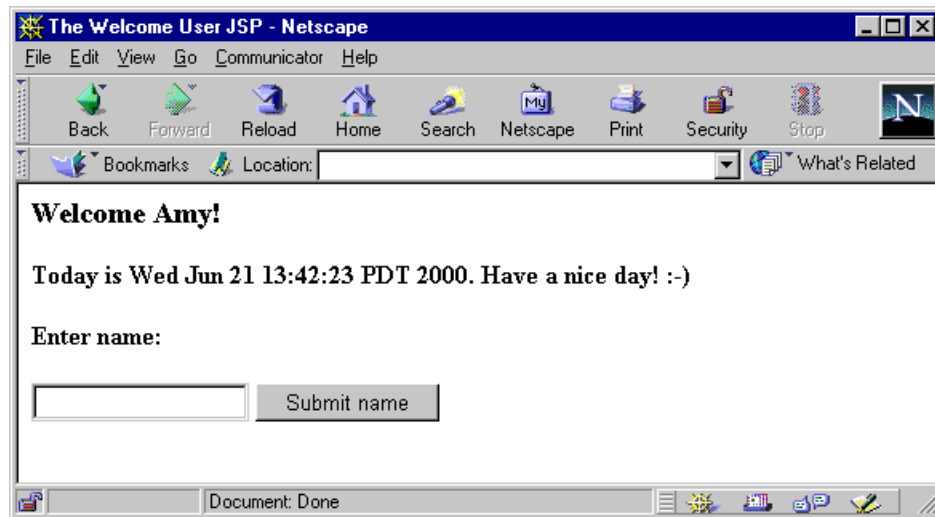 The Welcome User JSP - Netscape
File Edit View Go Communicator Help
Back Forward Reload Home Search Netscape Print Security Stop
My
N
Bookmarks Location: What's Related
Welcome Amy!
Today is Wed Jun 21 13:42:23 PDT 2000. Have a nice day! :-)
Enter name:
Submit name
Document: Done